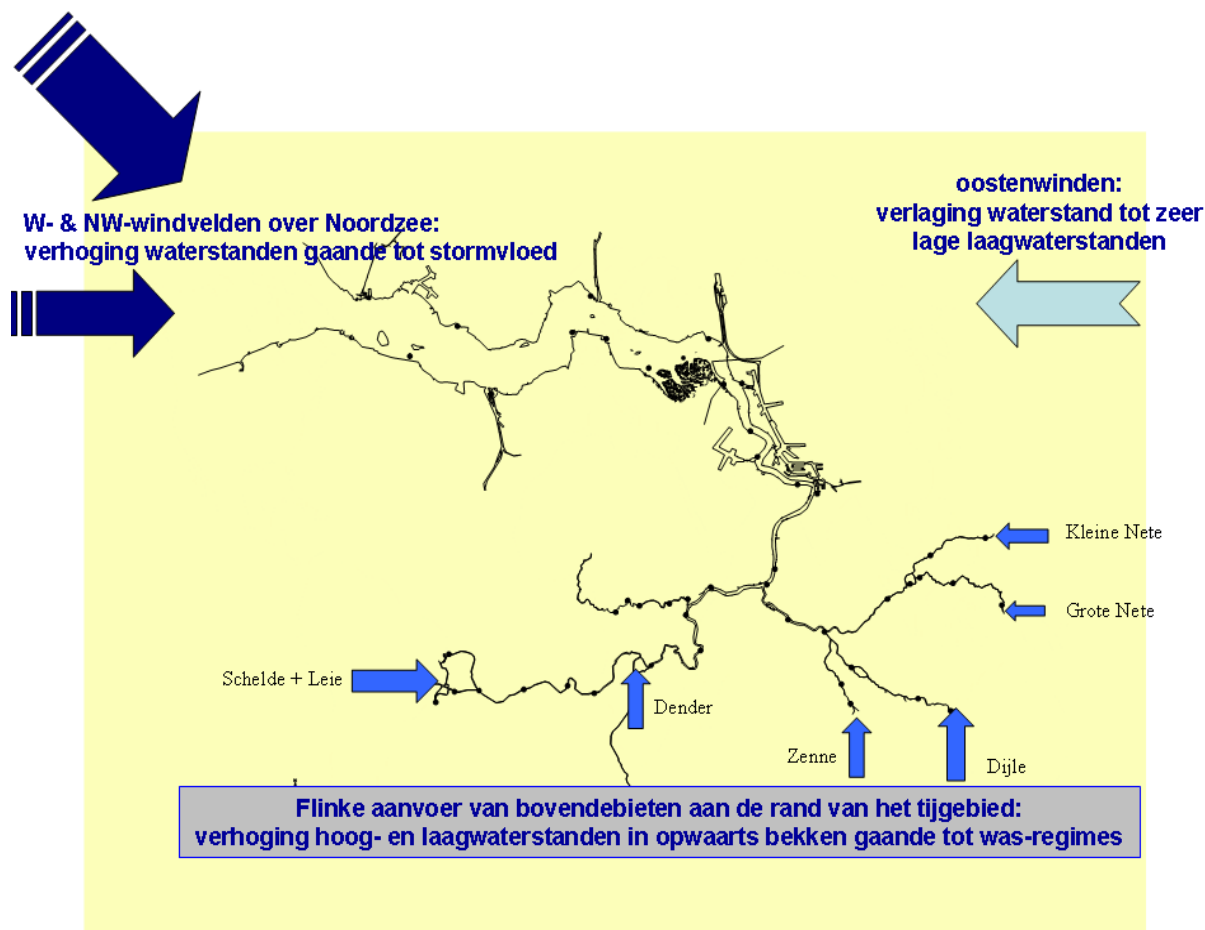 oostenwinden:
verlaging waterstand tot zeer
lage laagwaterstanden
W- & NW-windvelden over Noordzee:
verhoging waterstanden gaande tot stormvloed
Kleine Nete
Grote Nete
Schelde + Leie
Dender
Zenne
Dijle
Flinke aanvoer van bovendebieten aan de rand van het tijgebied:
verhoging hoog- en laagwaterstanden in opwaarts bekken gaande tot was-regimes